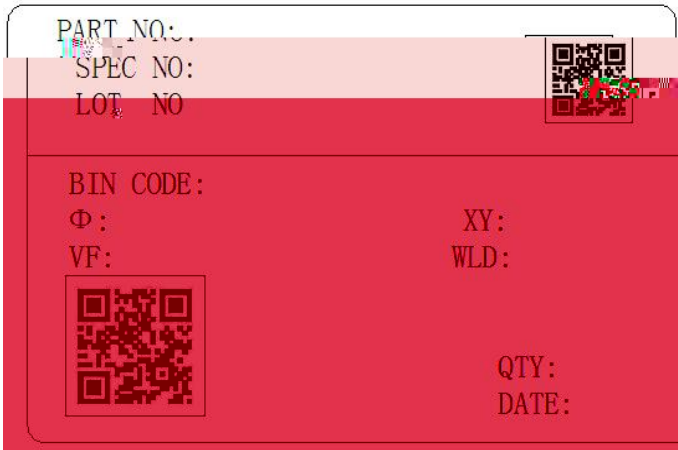 PART NO:
SPEC NO:
LOT NO
BIN CODE:
Φ: XY:
VF: WLD:
QTY:
DATE: